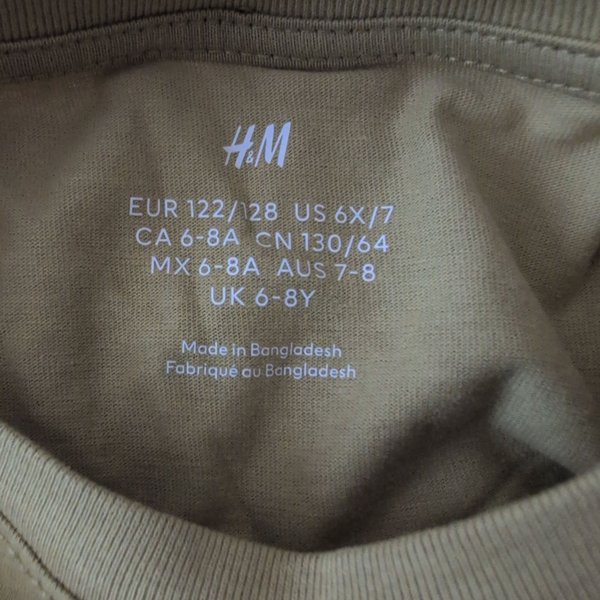 H&M
EUR 122/128 US 6X/7
CA 6-8A CN 130/64
MX 6-8A AUS 7-8
UK 6-8Y
Made in Bangladesh
Fabriqué au Bangladesh